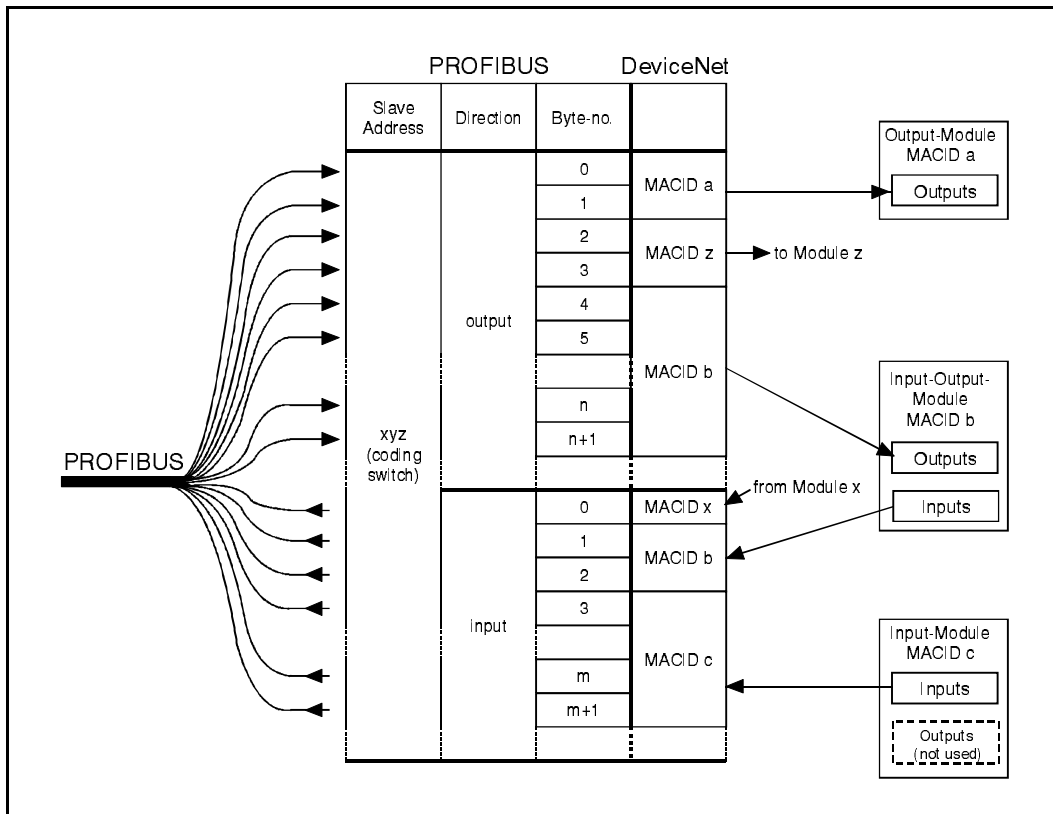 PROFIBUS DeviceNet
Slave
Address
Direction
Byte-no.
Output-Module
MACID a
Outputs
0
1
MACID a
2
3
MACID z
to Module z
4
5
n
n+1
output
MACID b
Input-Output-
Module
MACID b
Outputs
Inputs
xyz
(coding
switch)
PROFIBUS
0
MACID x
from Module x
1
2
MACID b
3
m
m+1
input
MACID c
Input-Module
MACID c
Inputs
Outputs
(not used)